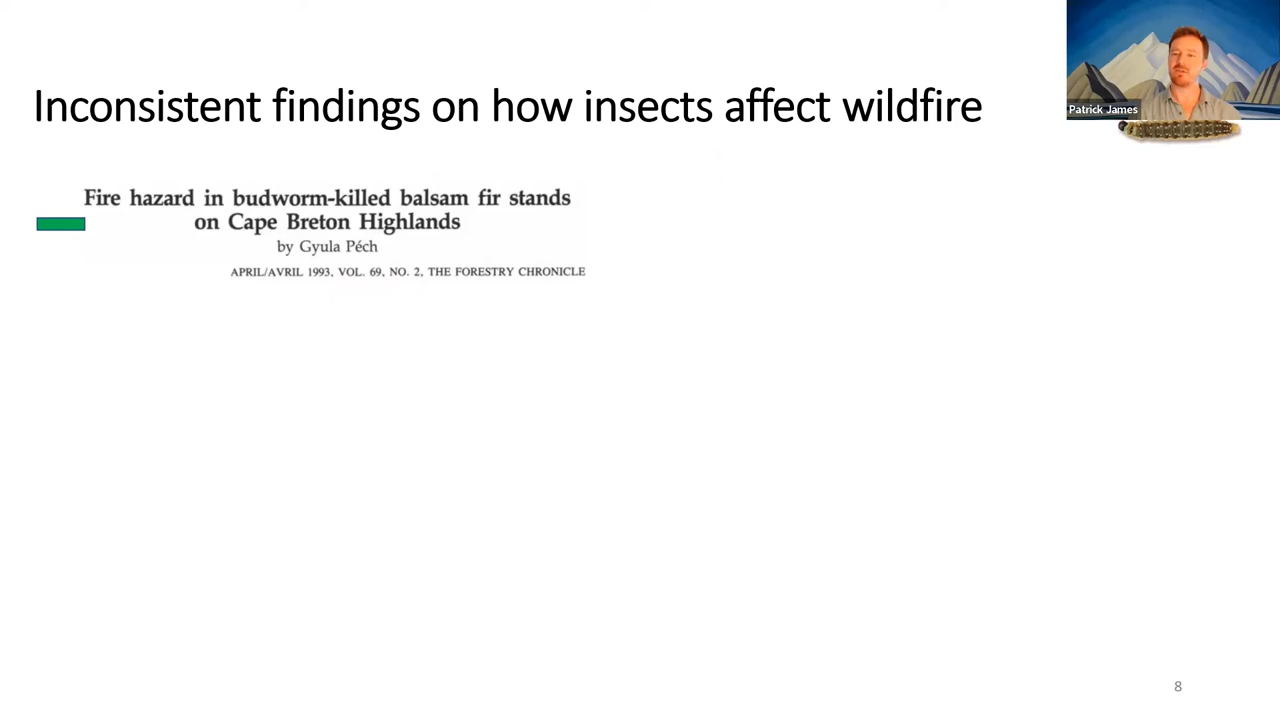 Inconsistent findings on how insects affect wildfire
Patrick James
Fire hazard in budworm-killed balsam fir stands
on Cape Breton Highlands
by Gyula Péch
APRIL/AVRIL 1993, VOL. 69, NO. 2, THE FORESTRY CHRONICLE
8